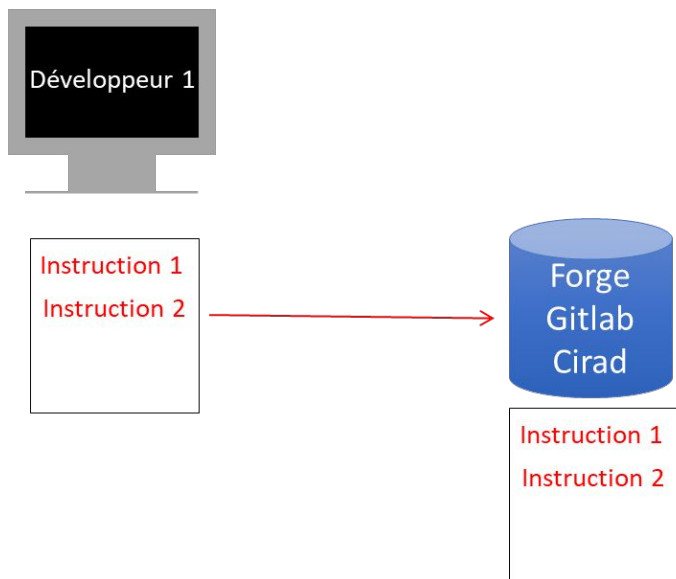 Développeur 1
Instruction 1
Instruction 2
Forge
Gitlab
Cirad
Instruction 1
Instruction 2